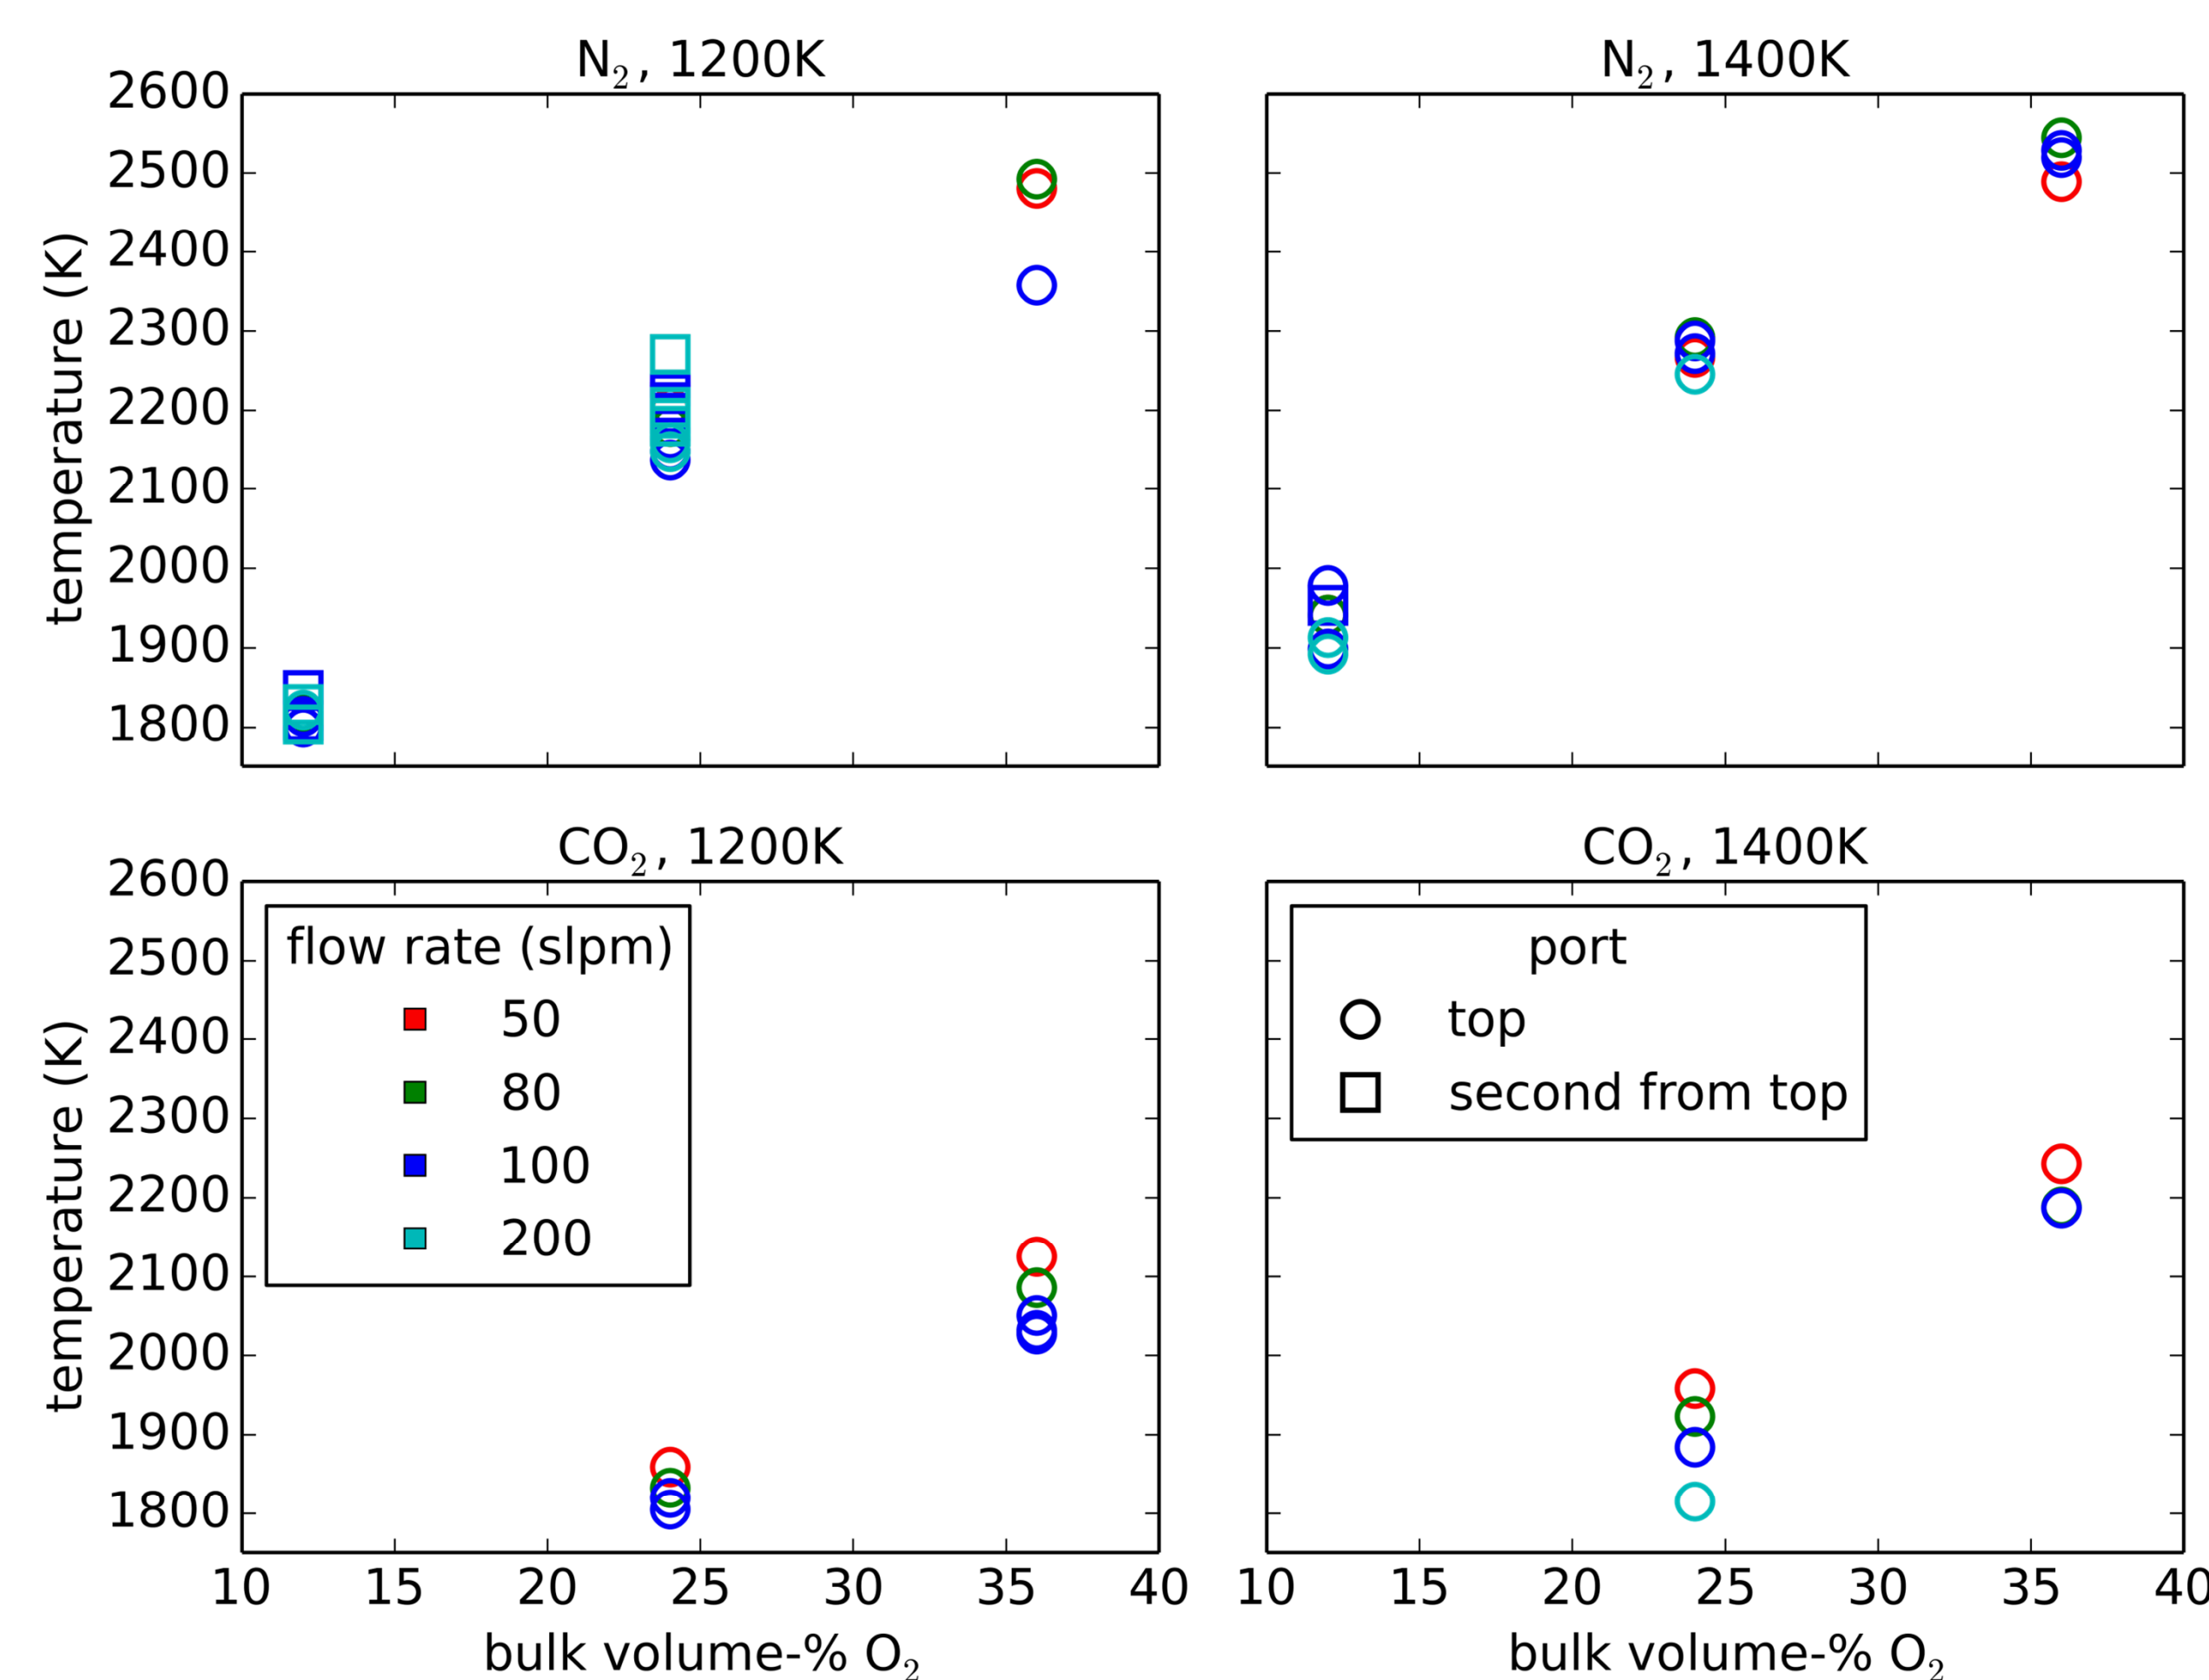 N₂, 1200K
N₂, 1400K
temperature (K)
2600
2500
2400
2300
2200
2100
2000
1900
1800
CO₂, 1200K
CO₂, 1400K
temperature (K)
2600
2500
2400
2300
2200
2100
2000
1900
1800
flow rate (slpm)
50
80
100
200
port
top
second from top
10 15 20 25 30 35 40
10 15 20 25 30 35 40
bulk volume-% O₂
bulk volume-% O₂